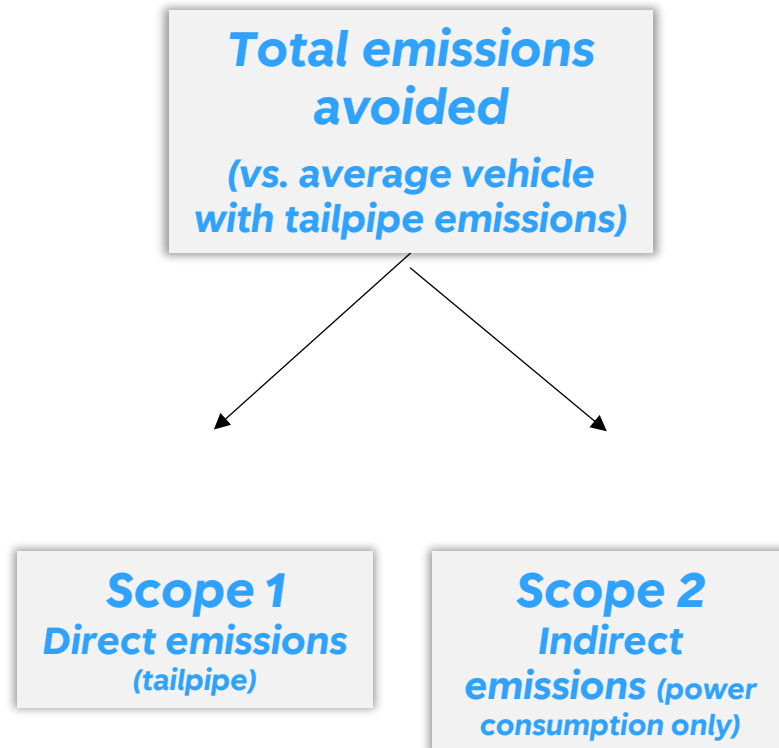 Total emissions
avoided
(vs. average vehicle
with tailpipe emissions)
Scope 1
Direct emissions
(tailpipe)
Scope 2
Indirect
emissions (power
consumption only)